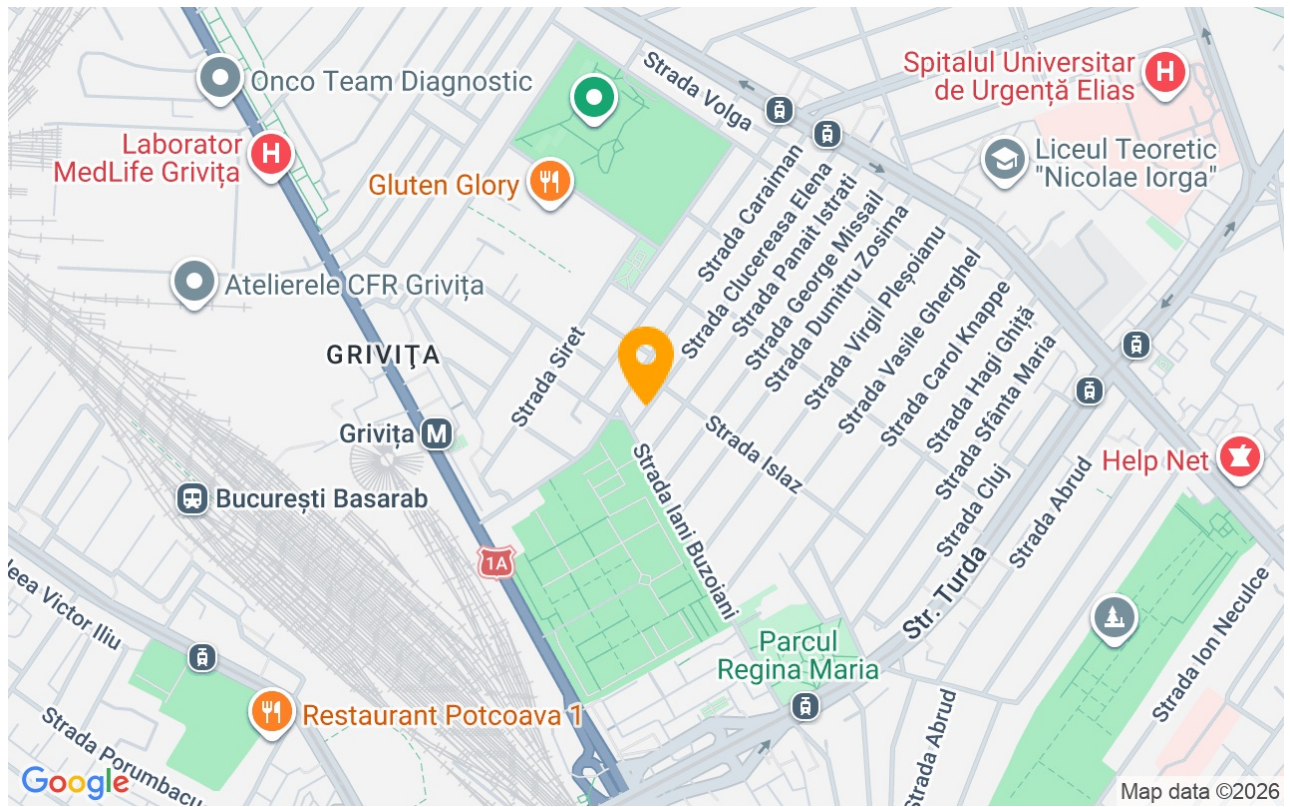 Strada Volga
Spitalul Universitar
de Urgență Elias
H
Onco Team Diagnostic
Laborator
MedLife Grivița
H
Liceul Teoretic
"Nicolae Iorga"
Gluten Glory
Strada Caraiman
Strada Clucereasa Elena
Strada Panait Istrati
Strada George Missail
Strada Dumitru Zosima
Strada Virgil Pleșoianu
Strada Vasile Gherghel
Strada Carol Knappe
Strada Hagi Ghiță
Strada Sfânta Maria
Atelierele CFR Grivița
GRIVIŢA
Strada Siret
Grivița
M
Strada Islaz
Strada Iani Buzoiani
Help Net
București Basarab
Strada Cluj
Strada Abrud
1A
Str. Turda
leea Victor Iliu
Parcul
Regina Maria
Strada Ion Neculce
Strada Abrud
Restaurant Potcoava 1
Strada Porumbacu
Google
Map data ©2026